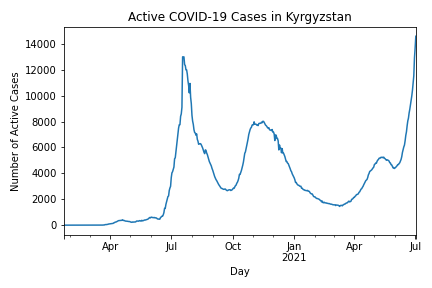 Active COVID-19 Cases in Kyrgyzstan
Number of Active Cases
14000
12000
10000
8000
6000
4000
2000
0
Apr
Jul
Oct
Jan
2021
Apr
Jul
Day